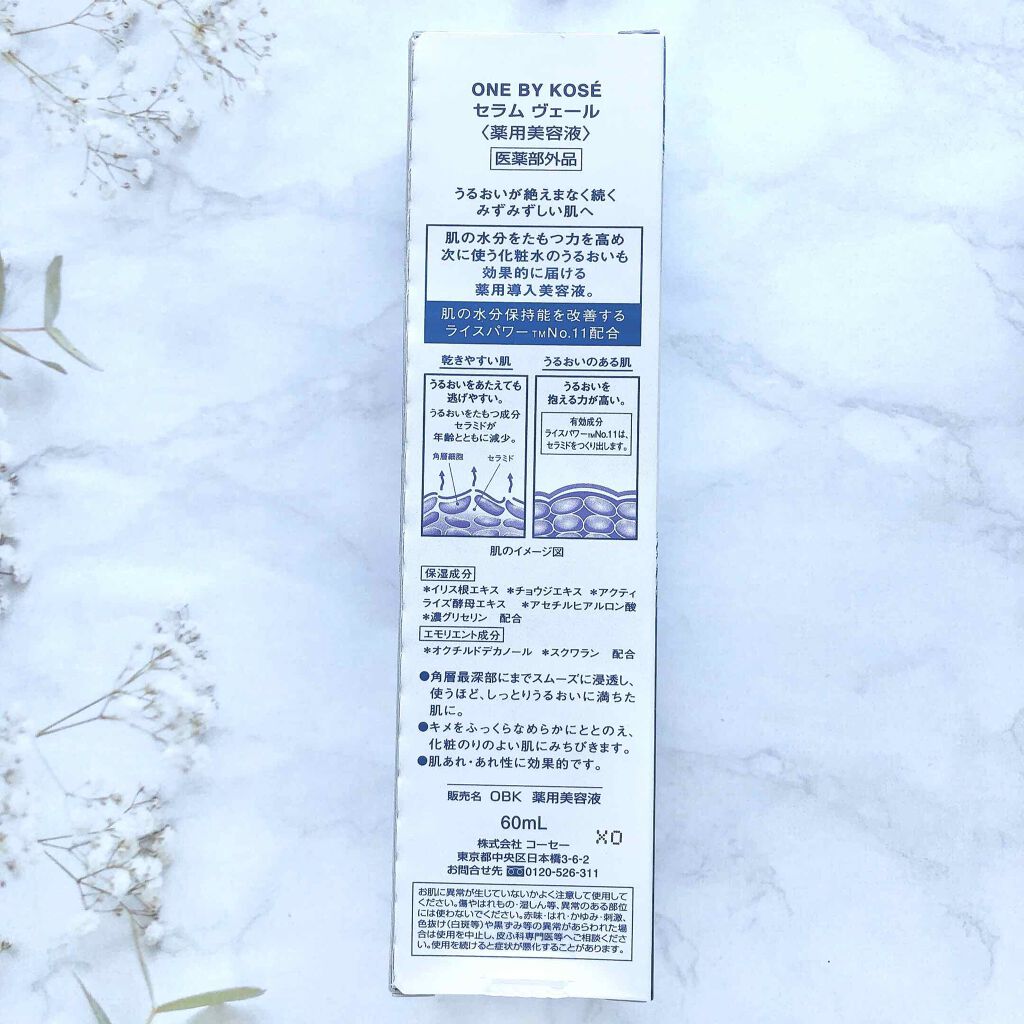 ONE BY KOSÉ
セラム ヴェール
〈薬用美容液〉
医薬部外品
うるおいが絶えまなく続く
みずみずしい肌へ
肌の水分をたもつ力を高め
次に使う化粧水のうるおいも
効果的に届ける
薬用導入美容液。
肌の水分保持能を改善する
ライスパワーTMNo.11配合
乾きやすい肌
うるおいをあたえても
逃げやすい。
うるおいをたもつ成分
セラミドが
年齢とともに減少。
角層細胞 セラミド
うるおいのある肌
うるおいを
抱える力が高い。
有効成分
ライスパワーTMNo.11は、
セラミドをつくり出します。
肌のイメージ図
保湿成分
*イリス根エキス *チョウジエキス *アクティ
ライズ酵母エキス *アセチルヒアルロン酸
*濃グリセリン 配合
エモリエント成分
*オクチルドデカノール *スクワラン 配合
●角層最深部にまでスムーズに浸透し、
使うほど、しっとりうるおいに満ちた
肌に。
●キメをふっくらなめらかにととのえ、
化粧のりのよい肌にみちびきます。
●肌あれ・あれ性に効果的です。
販売名 OBK 薬用美容液
60mL
XO
株式会社 コーセー
東京都中央区日本橋3-6-2
お問合せ先 0120-526-311
お肌に異常が生じていないかよく注意して使用して
ください。傷やはれもの・湿しん等、異常のある部位
には使わないでください。赤味・はれ・かゆみ・刺激、
色抜け(白斑等)や黒ずみ等の異常があらわれた場
合は使用を中止し、皮ふ科専門医等へご相談くださ
い。使用を続けると症状が悪化することがあります。